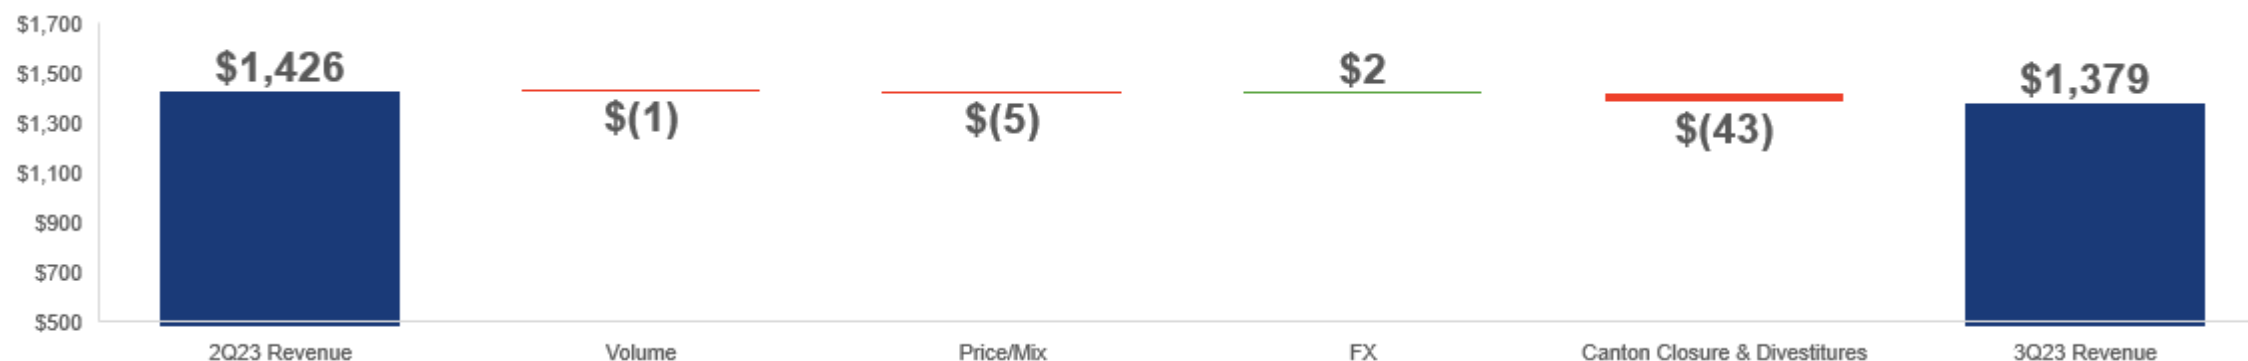 $1,700
$1,500
$1,300
$1,100
$900
$700
$500
$1,426
$(1)
$(5)
$2
$(43)
$1,379
2Q23 Revenue
Volume
Price/Mix
FX
Canton Closure & Divestitures
3Q23 Revenue